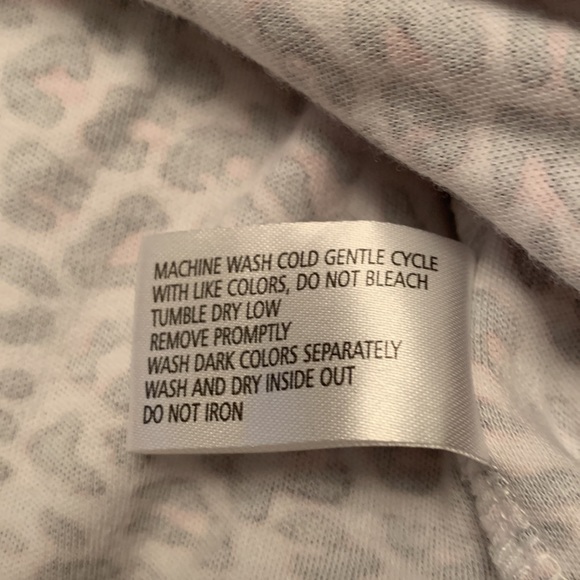 MACHINE WASH COLD GENTLE CYCLE
WITH LIKE COLORS, DO NOT BLEACH
TUMBLE DRY LOW
REMOVE PROMPTLY
WASH DARK COLORS SEPARATELY
WASH AND DRY INSIDE OUT
DO NOT IRON